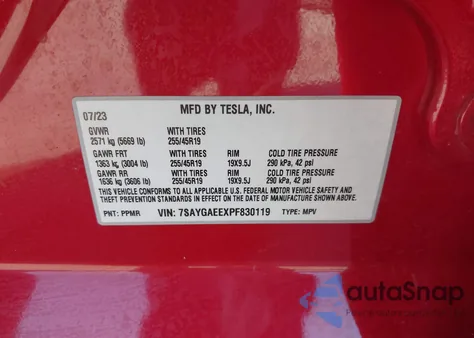 MFD BY TESLA, INC.
07/23
GVWR WITH TIRES
2571 kg (5669 lb) 255/45R19
GAWR FRT WITH TIRES RIM COLD TIRE PRESSURE
1363 kg (3004 lb) 255/45R19 19X9.5J 290 kPa, 42 psi
GAWR RR WITH TIRES RIM COLD TIRE PRESSURE
1636 kg (3606 lb) 255/45R19 19X9.5J 290 kPa, 42 psi
THIS VEHICLE CONFORMS TO ALL APPLICABLE U.S. FEDERAL MOTOR VEHICLE SAFETY AND
THEFT PREVENTION STANDARDS IN EFFECT ON THE DATE OF MANUFACTURE SHOWN ABOVE.
PNT: PPMR VIN: 7SAYGAEEXPF830119 TYPE: MPV
autoSnap